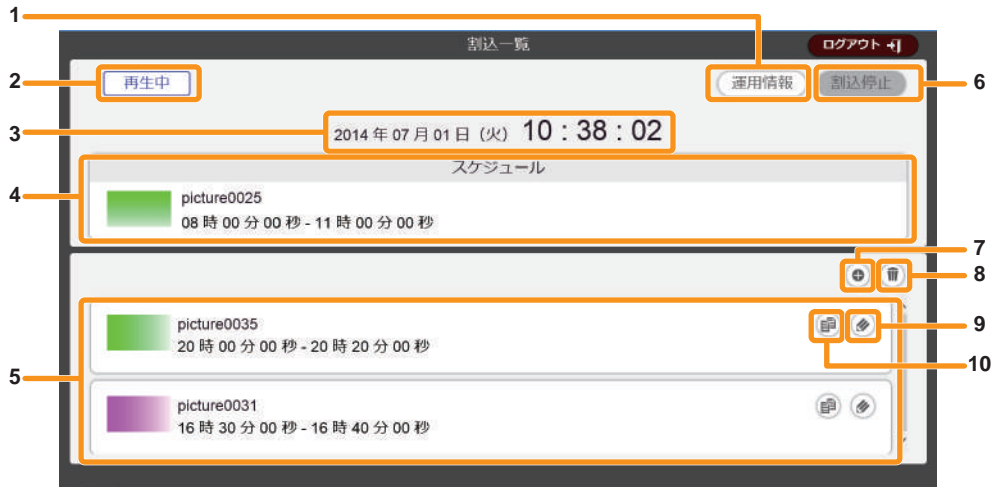 1
割込一覧
ログアウト
2
再生中
運用情報
割込停止
6
3
2014 年 07 月 01 日 (火) 10 : 38 : 02
スケジュール
4
picture0025
08 時 00 分 00 秒 - 11 時 00 分 00 秒
7
8
picture0035
20 時 00 分 00 秒 - 20 時 20 分 00 秒
9
10
5
picture0031
16 時 30 分 00 秒 - 16 時 40 分 00 秒